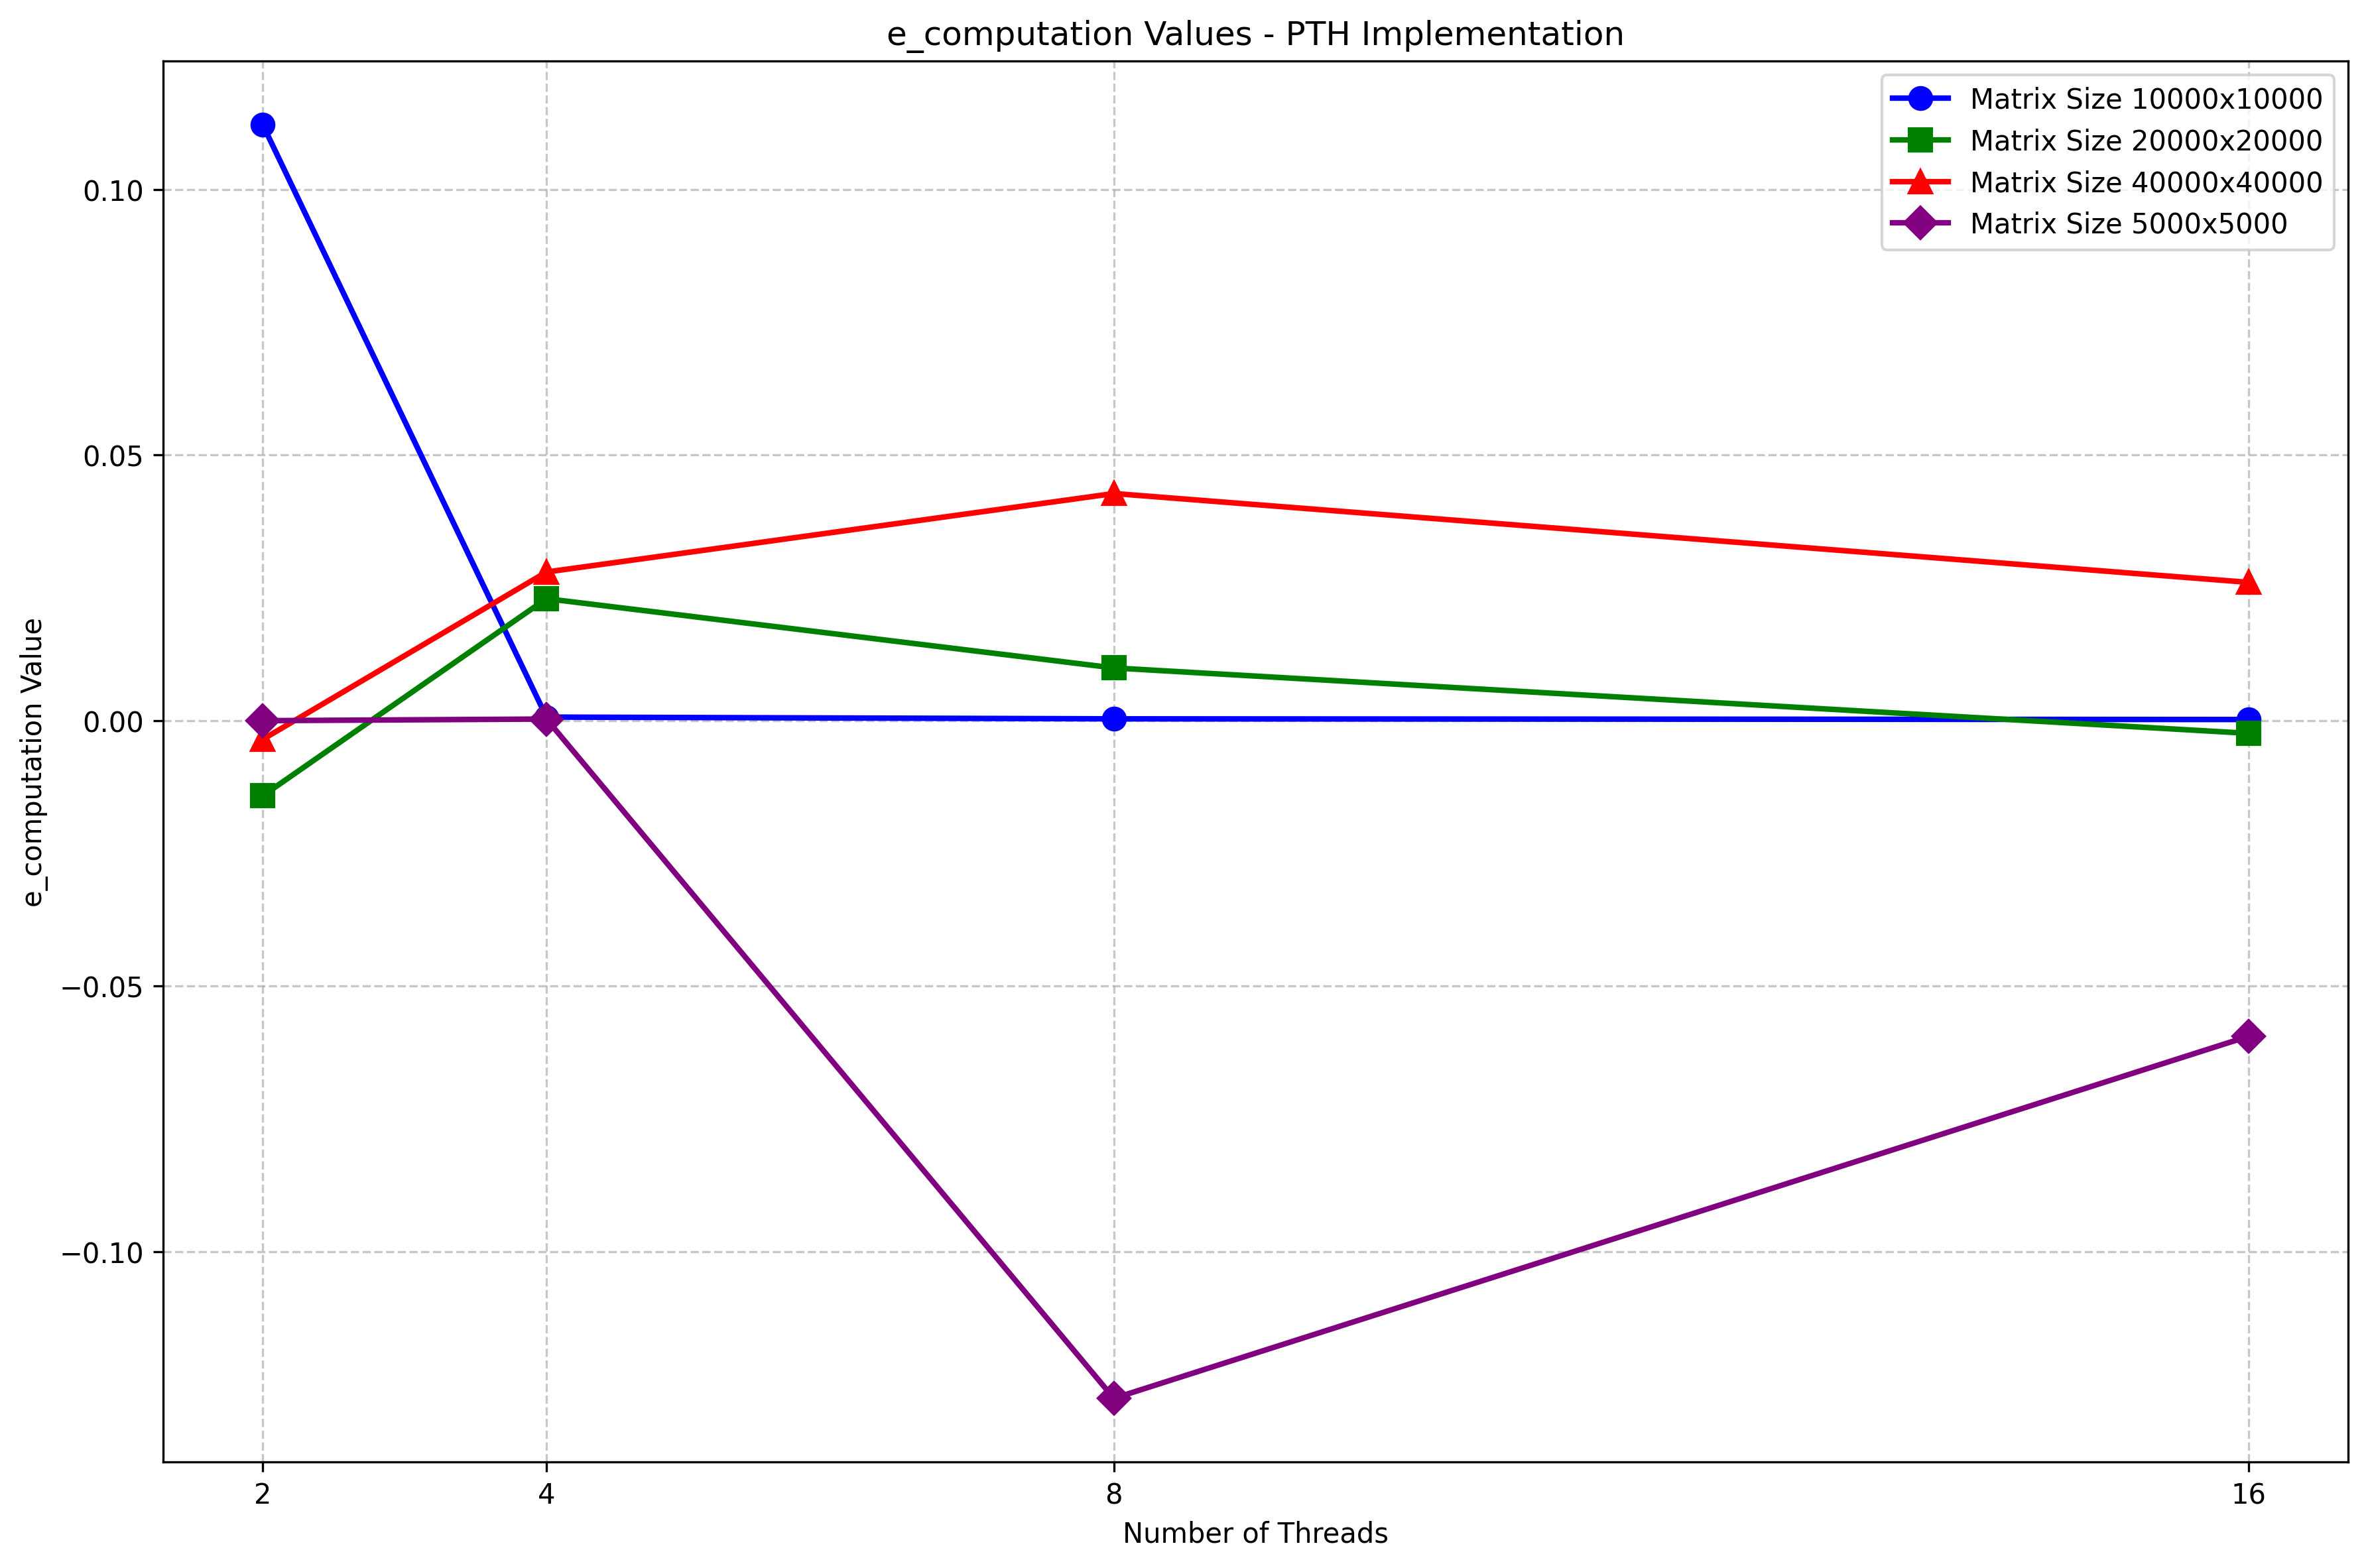 e_computation Values - PTH Implementation
Matrix Size 10000x10000
Matrix Size 20000x20000
Matrix Size 40000x40000
Matrix Size 5000x5000
e_computation Value
0.10
0.05
0.00
−0.05
−0.10
2 4 8 16
Number of Threads